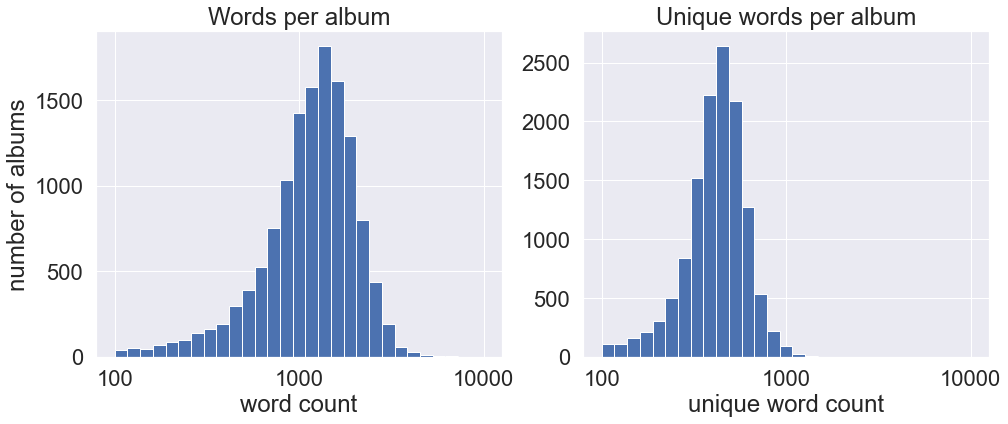 Words per album
number of albums
1500
1000
500
0
100 1000 10000
word count
Unique words per album
2500
2000
1500
1000
500
0
100 1000 10000
unique word count